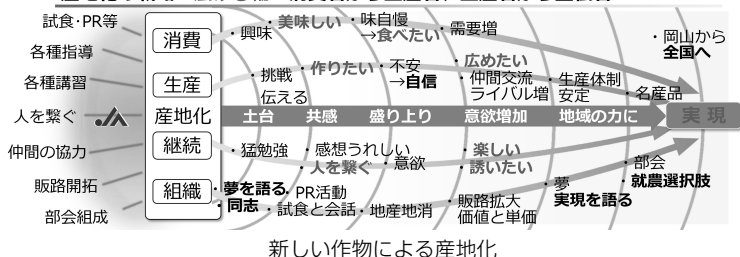 試食・PR等
各種指導
各種講習
人を繋ぐ
仲間の協力
販路開拓
部会組成
消費
生産
産地化
継続
組織
・興味
・美味しい
・味自慢
→食べたい
・需要増
・岡山から
全国へ
・挑戦
伝える
・作りたい
・不安
→自信
・広めたい
・仲間交流
ライバル増
・生産体制
安定
・名産品
土台
共感
盛り上り
意欲増加
地域の力に
実現
・猛勉強
・感想うれしい
・人を繋ぐ
・意欲
・楽しい
・誘いたい
・部会
・就農選択肢
・夢を語る
・同志
・PR活動
・試食と会話
・地産地消
・販路拡大
価値と単価
・夢
実現を語る
新しい作物による産地化